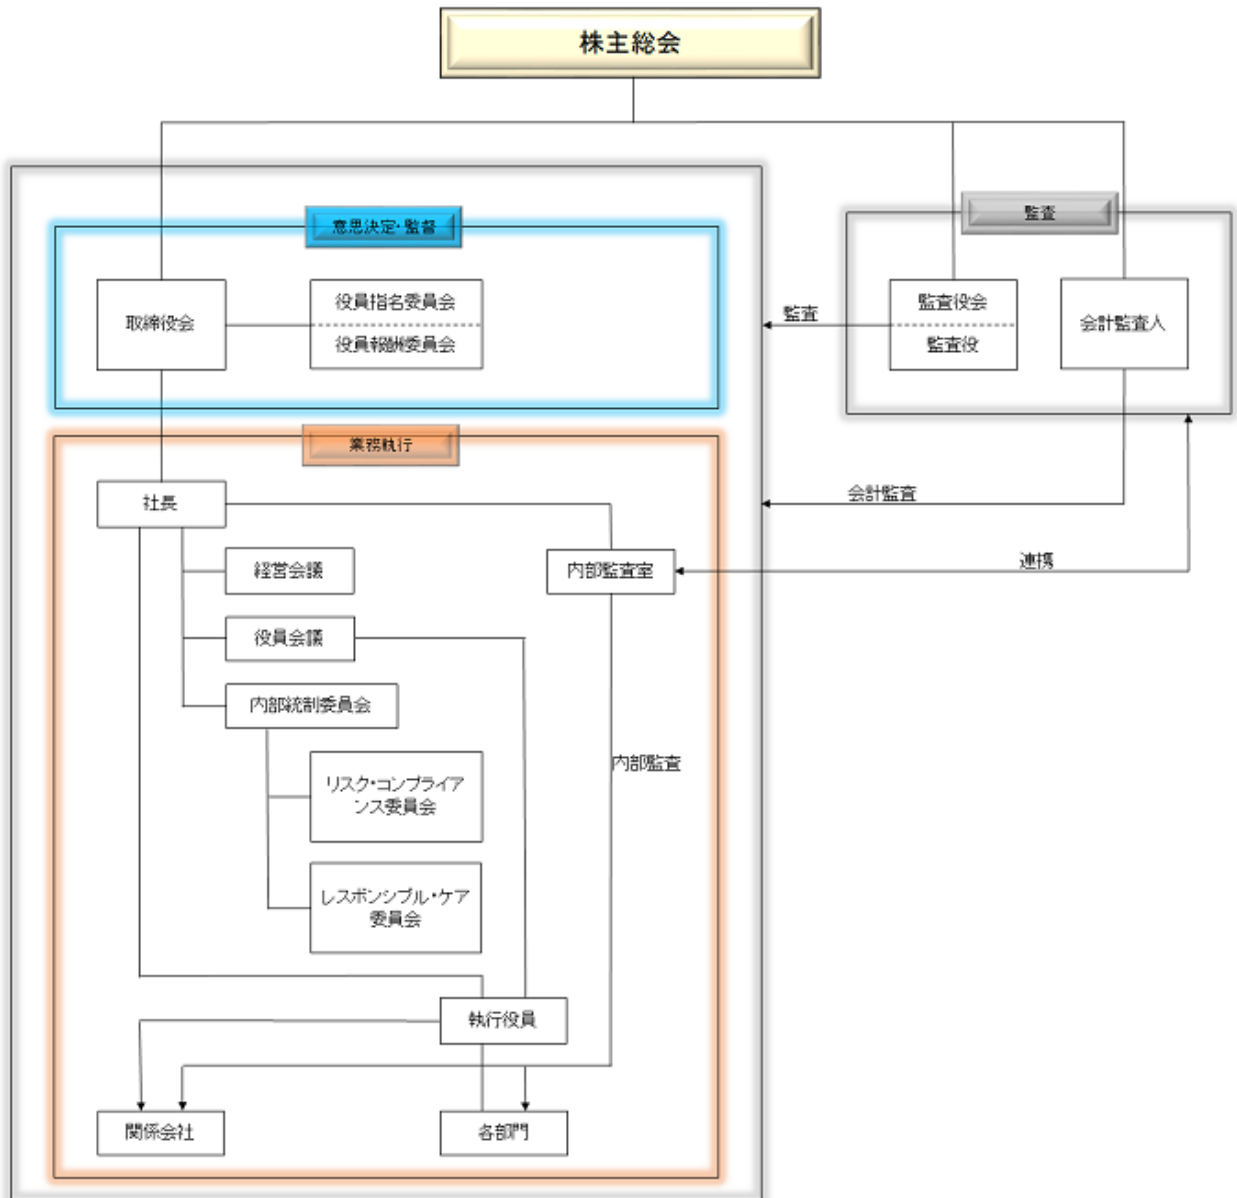 株主総会
意思決定・監督
監査
取締役会
役員指名委員会
役員報酬委員会
監査
監査役会
監査役
会計監査人
業務執行
社長
会計監査
経営会議
内部監査室
連携
役員会議
内部統制委員会
内部監査
リスク・コンプライア
ンス委員会
レスポンシブル・ケア
委員会
執行役員
関係会社
各部門